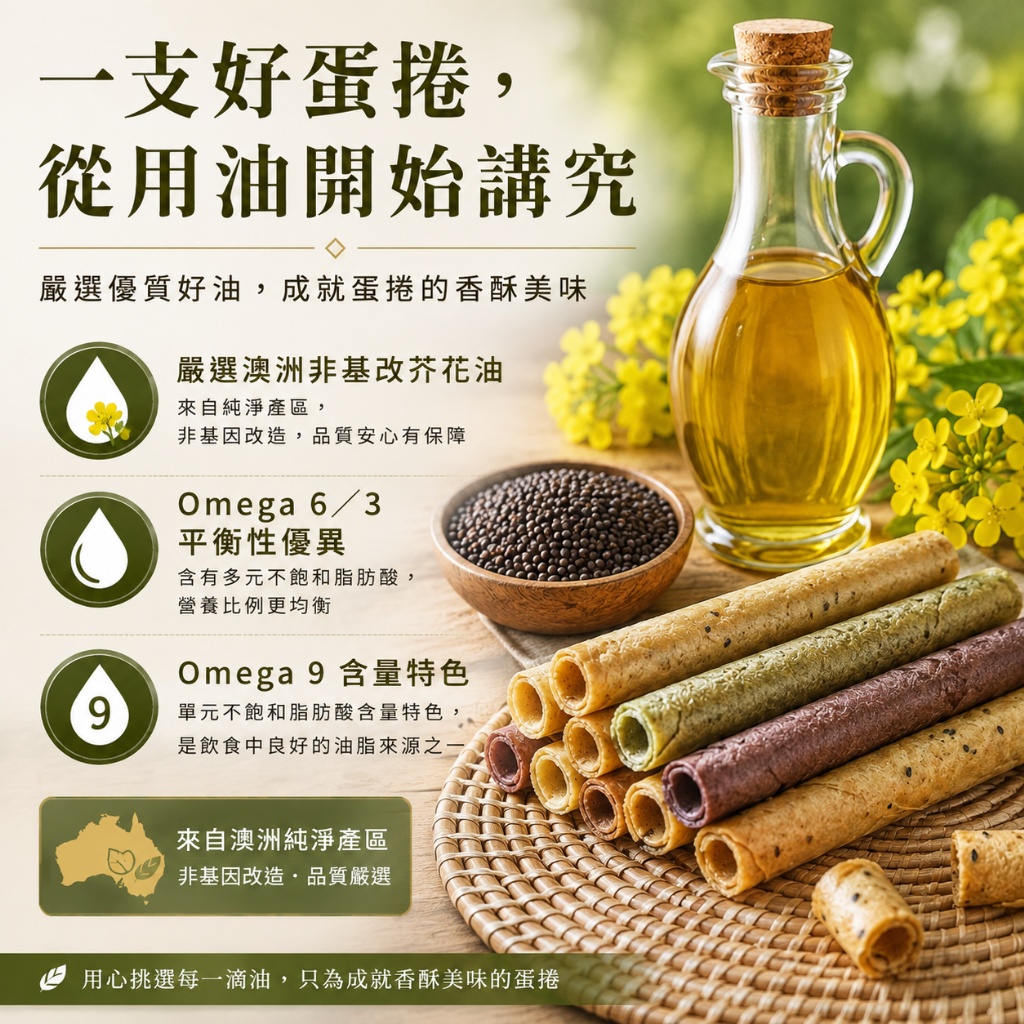 一支好蛋捲，
從用油開始講究
嚴選優質好油，成就蛋捲的香酥美味
嚴選澳洲非基改芥花油
來自純淨產區，
非基因改造，品質安心有保障
Omega 6／3
平衡性優異
含有多元不飽和脂肪酸，
營養比例更均衡
9
Omega 9 含量特色
單元不飽和脂肪酸含量特色，
是飲食中良好的油脂來源之一
來自澳洲純淨產區
非基因改造・品質嚴選
用心挑選每一滴油，只為成就香酥美味的蛋捲